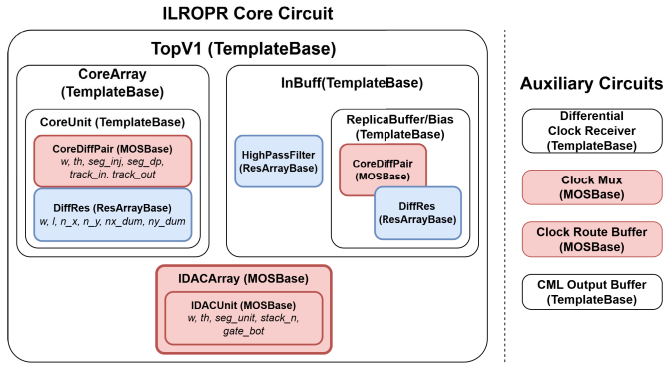 ILROPR Core Circuit
TopV1 (TemplateBase)
CoreArray
(TemplateBase)
CoreUnit (TemplateBase)
CoreDiffPair (MOSBase)
w, th, seg_inj, seg_dp,
track_in. track_out
DiffRes (ResArrayBase)
w, l, n_x, n_y, nx_dum, ny_dum
InBuff(TemplateBase)
HighPassFilter
(ResArrayBase)
ReplicaBuffer/Bias
(TemplateBase)
CoreDiffPair
(MOSBase)
DiffRes
(ResArrayBase)
IDACArray (MOSBase)
IDACUnit (MOSBase)
w, th, seg_unit, stack_n,
gate_bot
Auxiliary Circuits
Differential
Clock Receiver
(TemplateBase)
Clock Mux
(MOSBase)
Clock Route Buffer
(MOSBase)
CML Output Buffer
(TemplateBase)